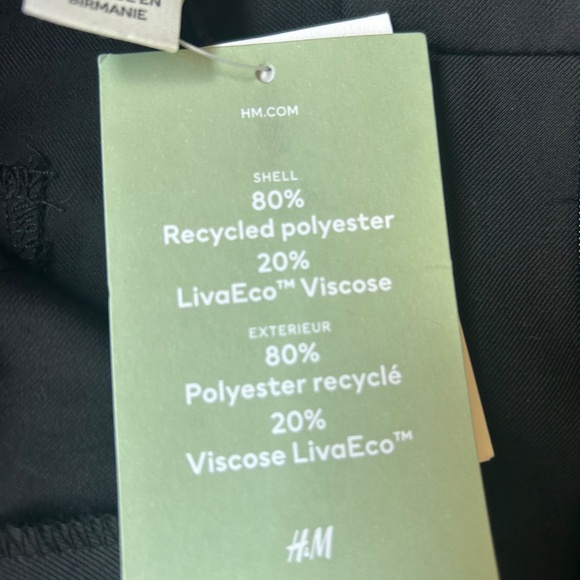 BIRMANIE
HM.COM
SHELL
80%
Recycled polyester
20%
LivaEco™ Viscose
EXTERIEUR
80%
Polyester recyclé
20%
Viscose LivaEco™
H&M